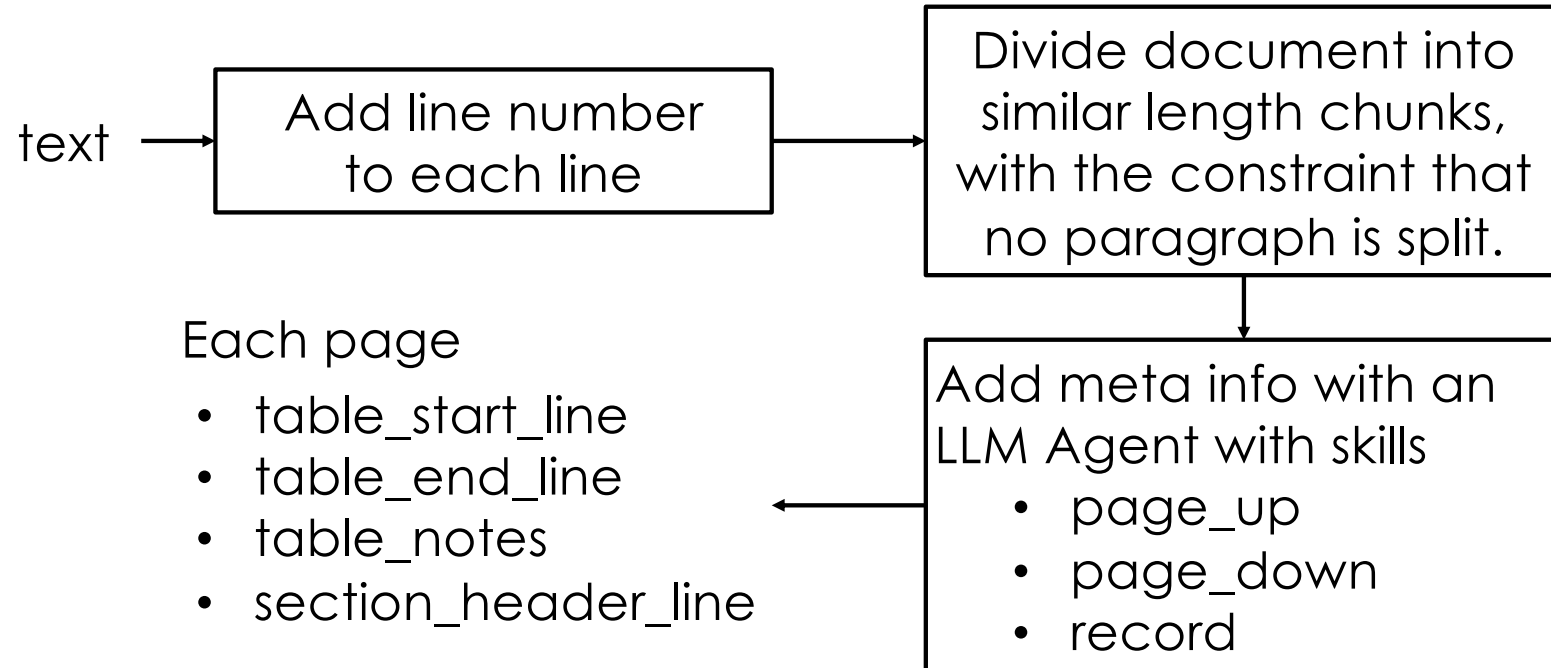 text
Add line number
to each line
Divide document into
similar length chunks,
with the constraint that
no paragraph is split.
Add meta info with an
LLM Agent with skills
• page_up
• page_down
• record
Each page
• table_start_line
• table_end_line
• table_notes
• section_header_line